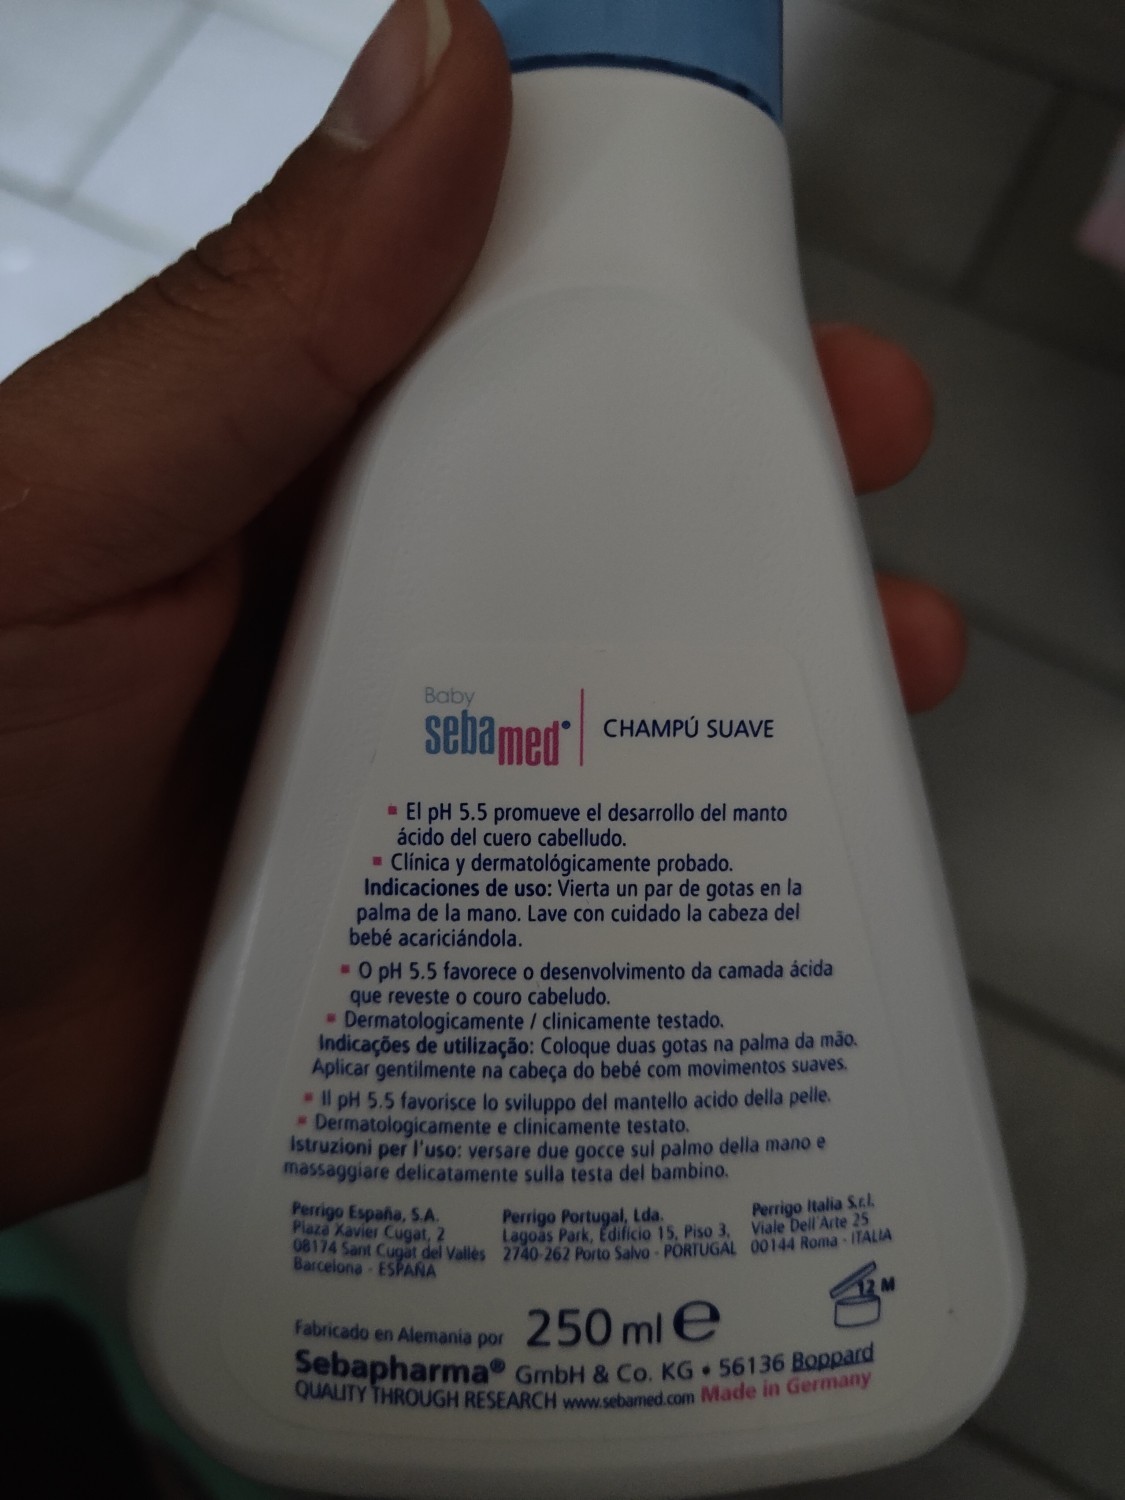 Baby
sebamed® CHAMPÚ SUAVE
▪ El pH 5.5 promueve el desarrollo del manto
ácido del cuero cabelludo.
▪ Clínica y dermatológicamente probado.
Indicaciones de uso: Vierta un par de gotas en la
palma de la mano. Lave con cuidado la cabeza del
bebé acariciándola.
▪ O pH 5.5 favorece o desenvolvimento da camada ácida
que reveste o couro cabeludo.
▪ Dermatologicamente / clinicamente testado.
Indicações de utilização: Coloque duas gotas na palma da mão.
Aplicar gentilmente na cabeça do bebé com movimentos suaves.
▪ Il pH 5.5 favorisce lo sviluppo del mantello acido della pelle.
▪ Dermatologicamente e clinicamente testato.
Istruzioni per l'uso: versare due gocce sul palmo della mano e
massaggiare delicatamente sulla testa del bambino.
Perrigo España, S.A.
Plaza Xavier Cugat, 2
08174 Sant Cugat del Vallès
Barcelona - ESPAÑA
Perrigo Portugal, Lda.
Lagoas Park, Edifício 15, Piso 3,
2740-262 Porto Salvo - PORTUGAL
Perrigo Italia S.r.l.
Viale Dell'Arte 25
00144 Roma - ITALIA
12 M
Fabricado en Alemania por 250 ml e
Sebapharma® GmbH & Co. KG • 56136 Boppard
QUALITY THROUGH RESEARCH www.sebamed.com Made in Germany